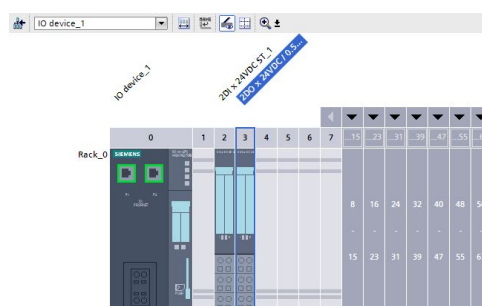 IO device_1
IO device_1
2DI x 24VDC ST_1
2DO x 24VDC / 0.5...
0 1 2 3 4 5 6 7 ...15 ...23 ...31 ...39 ...47 ...55
Rack_0
SIEMENS
8 16 24 32 40 48
- - - - - -
15 23 31 39 47 55